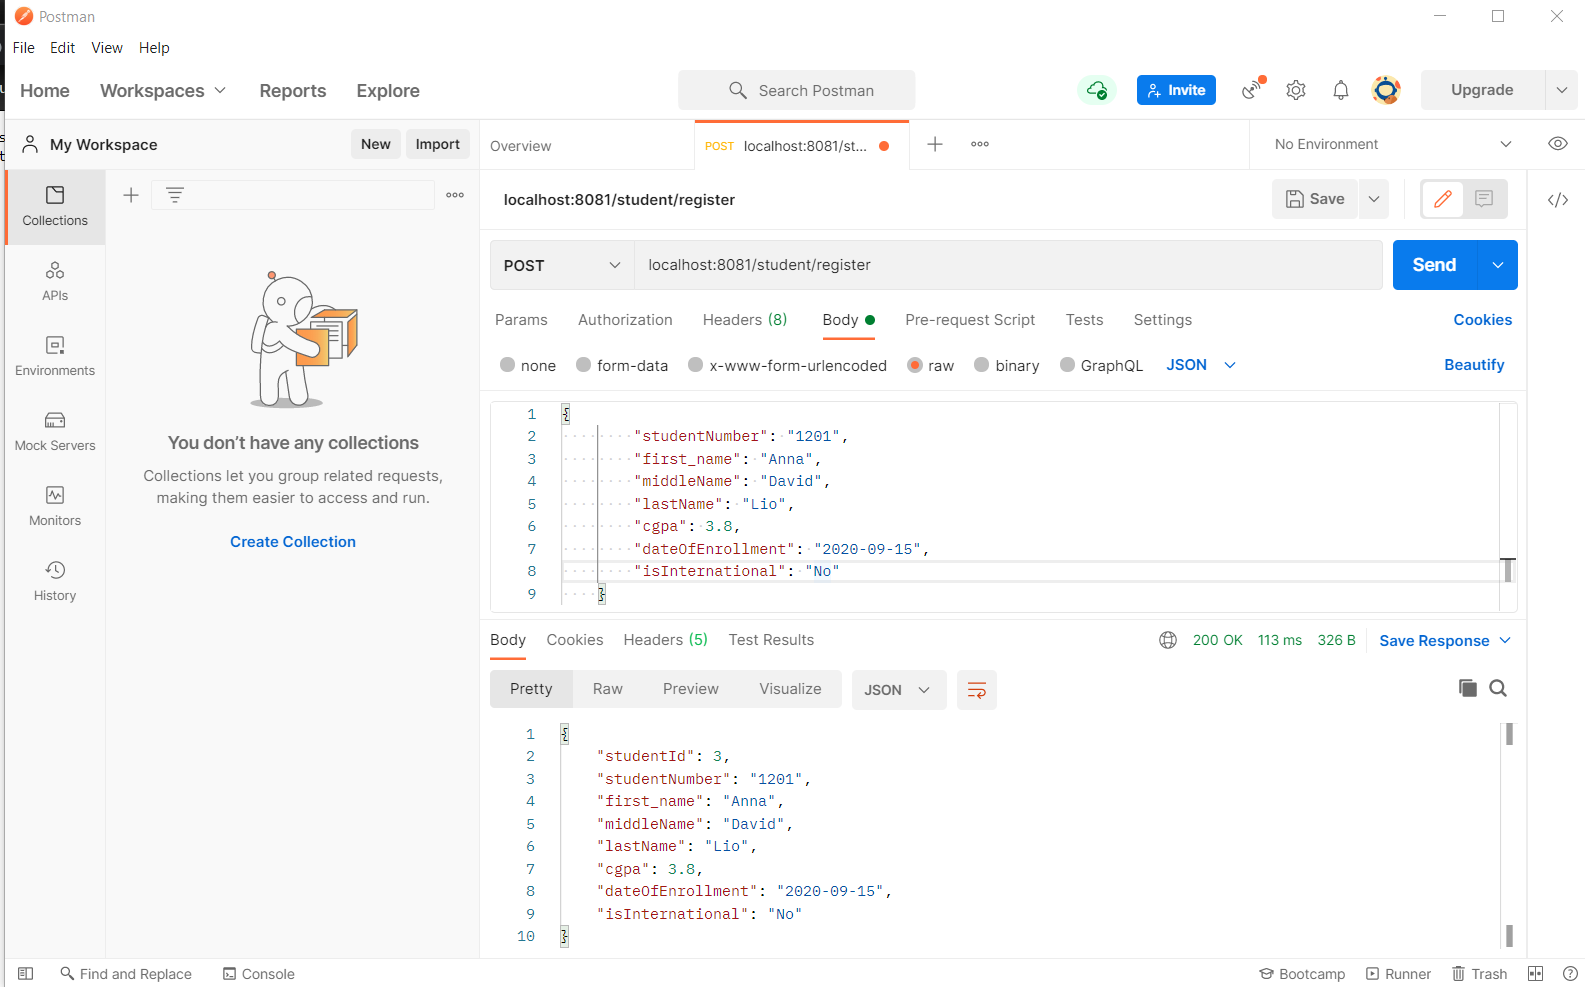 Postman
File Edit View Help
Home Workspaces Reports Explore Search Postman Invite Upgrade
My Workspace New Import Overview POST localhost:8081/st... No Environment
localhost:8081/student/register Save
Collections
APIs
Environments
Mock Servers
Monitors
History
You don't have any collections
Collections let you group related requests,
making them easier to access and run.
Create Collection
POST localhost:8081/student/register Send
Params Authorization Headers (8) Body Pre-request Script Tests Settings Cookies
none form-data x-www-form-urlencoded raw binary GraphQL JSON Beautify
1 {
2 "studentNumber": "1201",
3 "first_name": "Anna",
4 "middleName": "David",
5 "lastName": "Lio",
6 "cgpa": 3.8,
7 "dateOfEnrollment": "2020-09-15",
8 "isInternational": "No"
9 }
Body Cookies Headers (5) Test Results 200 OK 113 ms 326 B Save Response
Pretty Raw Preview Visualize JSON
1 {
2 "studentId": 3,
3 "studentNumber": "1201",
4 "first_name": "Anna",
5 "middleName": "David",
6 "lastName": "Lio",
7 "cgpa": 3.8,
8 "dateOfEnrollment": "2020-09-15",
9 "isInternational": "No"
10 }
Find and Replace Console Bootcamp Runner Trash